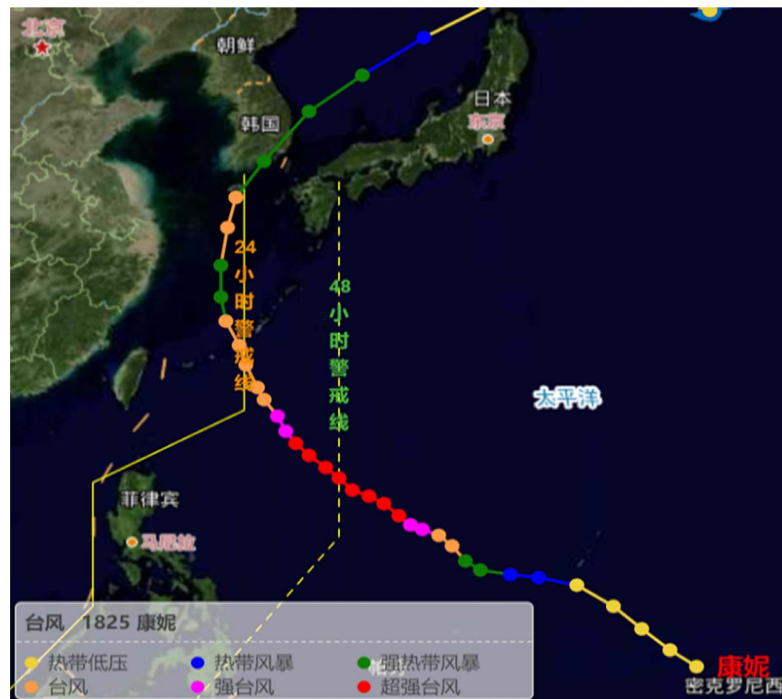 北京
朝鲜
韩国
日本
东京
24
小
时
警
戒
线
48
小
时
警
戒
线
太平洋
菲律宾
马尼拉
台风 1825 康妮
热带低压 热带风暴 强热带风暴
台风 强台风 超强台风
康妮
密克罗尼西